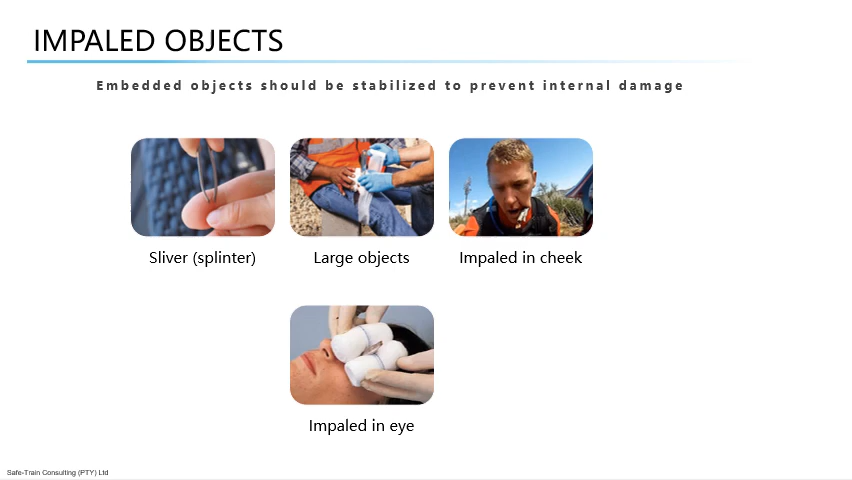 IMPALED OBJECTS
Embedded objects should be stabilized to prevent internal damage
Sliver (splinter)
Large objects
Impaled in cheek
Impaled in eye
Safe-Train Consulting (PTY) Ltd